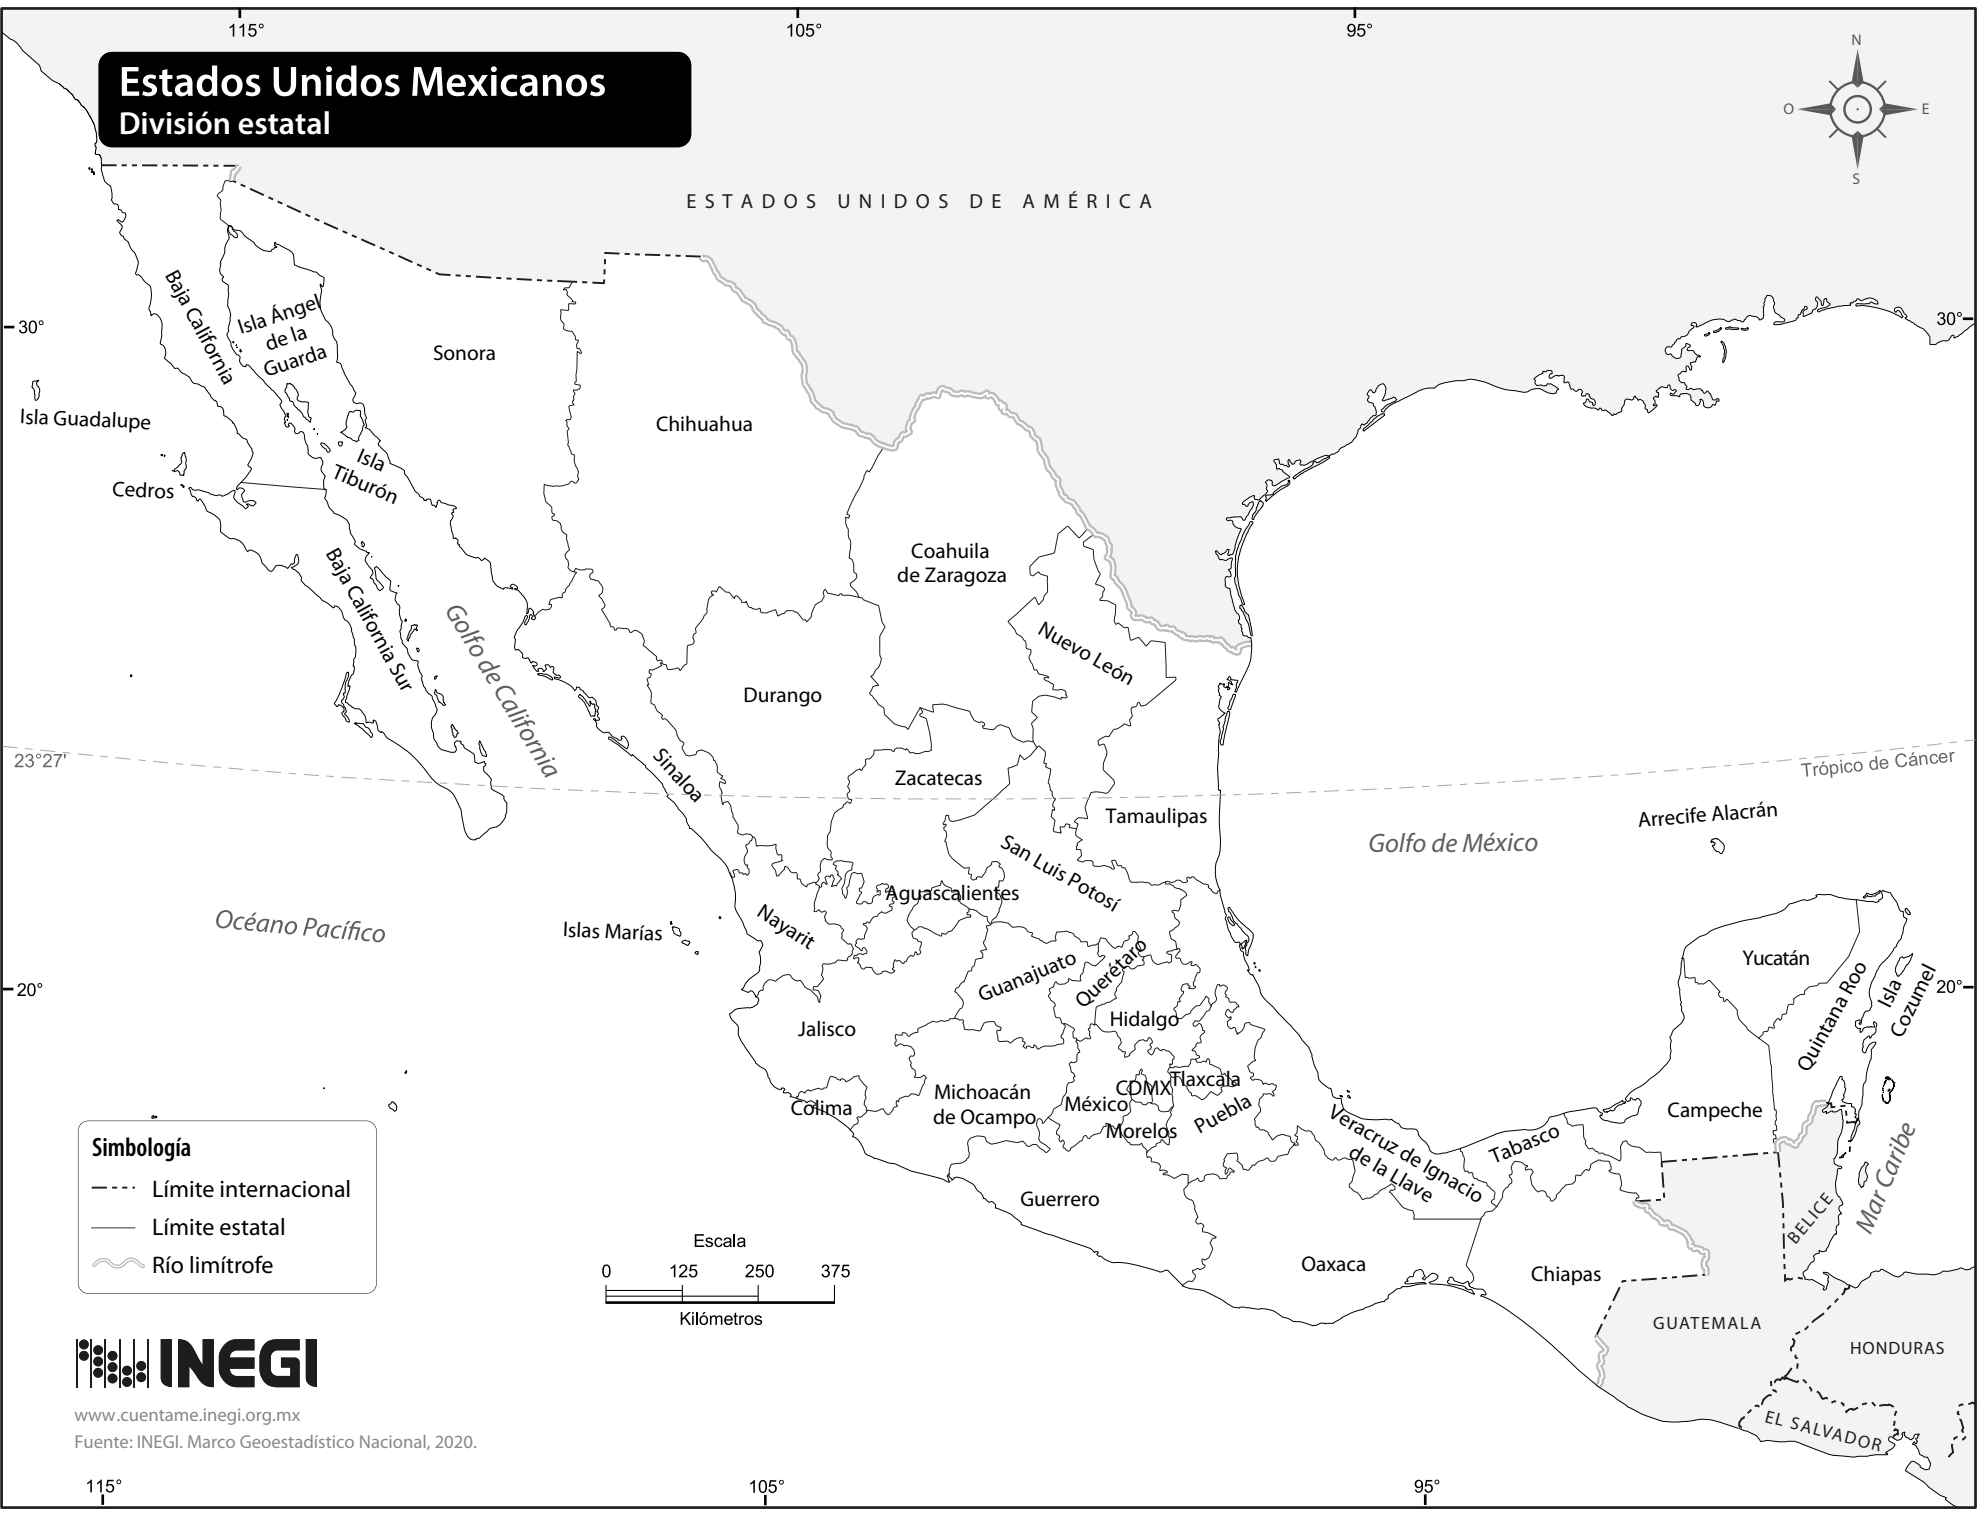 115°
105°
95°
Estados Unidos Mexicanos
División estatal
N
O
E
S
ESTADOS UNIDOS DE AMÉRICA
30°
30°
Baja California
Isla Ángel
de la
Guarda
Sonora
Isla Guadalupe
Chihuahua
Isla
Tiburón
Cedros
Coahuila
de Zaragoza
Baja California Sur
Golfo de California
Nuevo León
Durango
23°27'
Trópico de Cáncer
Sinaloa
Zacatecas
Tamaulipas
Arrecife Alacrán
Golfo de México
San Luis Potosí
Aguascalientes
Océano Pacífico
Islas Marías
Nayarit
Guanajuato
Querétaro
Yucatán
Quintana Roo
Isla
Cozumel
20°
20°
Jalisco
Hidalgo
Colima
Michoacán
de Ocampo
México
CDMX
Tlaxcala
Morelos
Puebla
Veracruz de Ignacio
de la Llave
Tabasco
Campeche
Mar Caribe
BELICE
Guerrero
Oaxaca
Chiapas
GUATEMALA
HONDURAS
EL SALVADOR
Simbología
Límite internacional
Límite estatal
Río limítrofe
Escala
0 125 250 375
Kilómetros
INEGI
www.cuentame.inegi.org.mx
Fuente: INEGI. Marco Geoestadístico Nacional, 2020.
115°
105°
95°